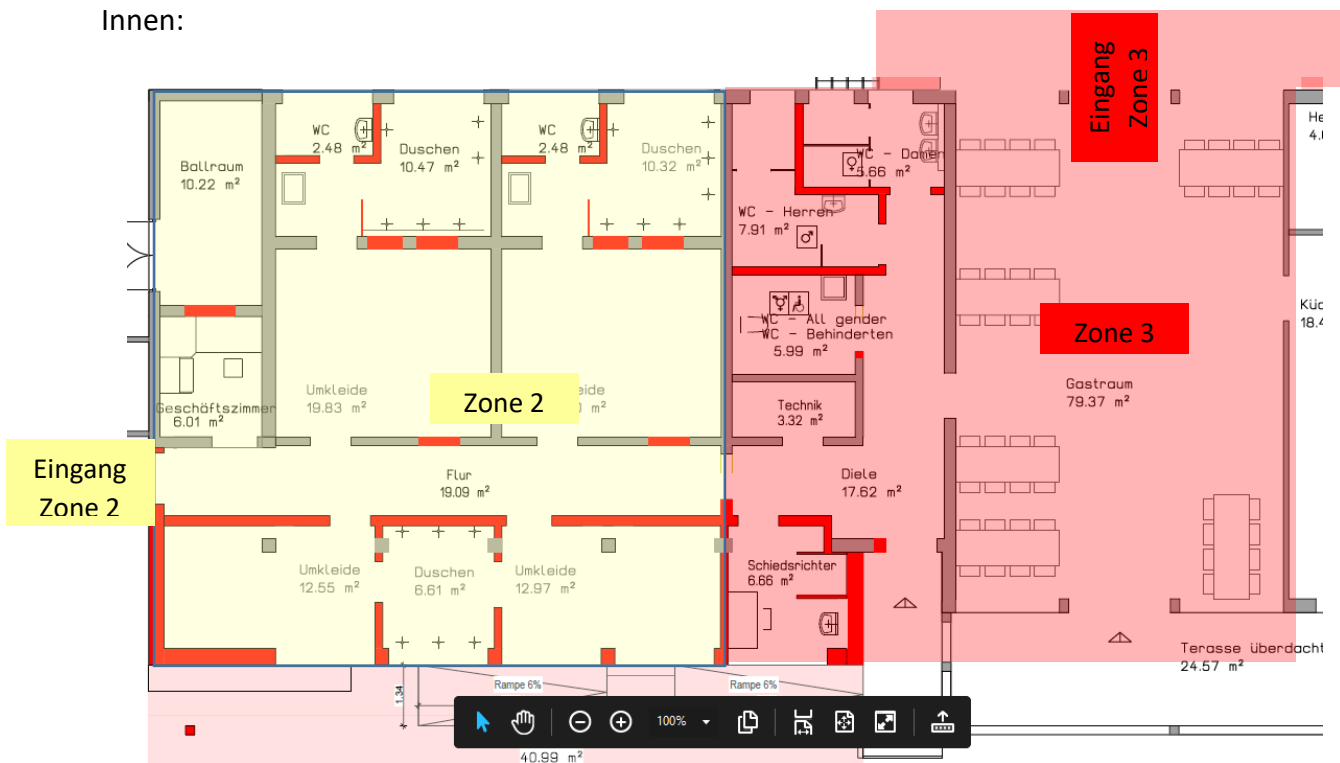 Innen:
Eingang
Zone 3
Ballraum
10.22 m²
WC
2.48 m²
Duschen
10.47 m²
WC
2.48 m²
Duschen
10.32 m²
WC - Damen
5.66 m²
WC - Herren
7.91 m²
WC - All gender
WC - Behinderten
5.99 m²
Zone 3
Gastraum
79.37 m²
Geschäftszimmer
6.01 m²
Umkleide
19.83 m²
Zone 2
m²
Technik
3.32 m²
Eingang
Zone 2
Flur
19.09 m²
Diele
17.62 m²
Umkleide
12.55 m²
Duschen
6.61 m²
Umkleide
12.97 m²
Schiedsrichter
6.66 m²
Terasse überdacht
24.57 m²
1.34
Rampe 6%
Rampe 6%
100%
40.99 m²